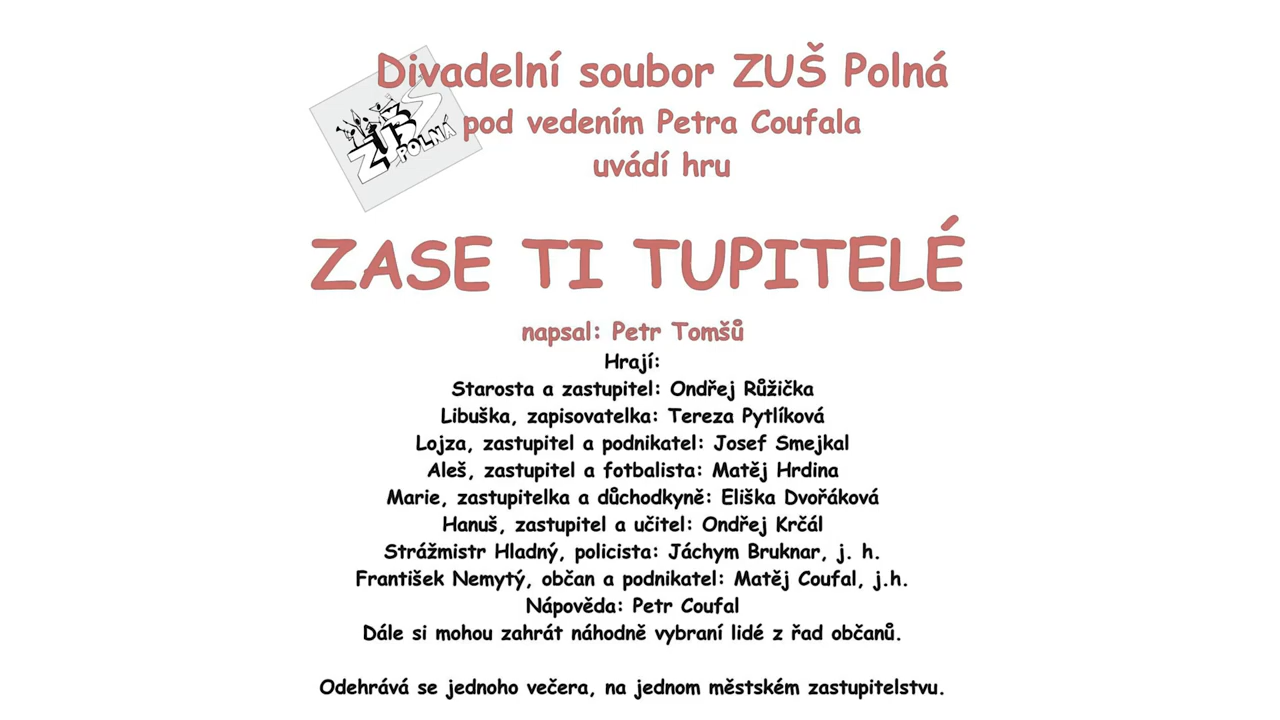 Divadelní soubor ZUŠ Polná
ZUŠ POLNÁ
pod vedením Petra Coufala
uvádí hru
ZASE TI TUPITELÉ
napsal: Petr Tomšů
Hrají:
Starosta a zastupitel: Ondřej Růžička
Libuška, zapisovatelka: Tereza Pytlíková
Lojza, zastupitel a podnikatel: Josef Smejkal
Aleš, zastupitel a fotbalista: Matěj Hrdina
Marie, zastupitelka a důchodkyně: Eliška Dvořáková
Hanuš, zastupitel a učitel: Ondřej Krčál
Strážmistr Hladný, policista: Jáchym Bruknar, j. h.
František Nemytý, občan a podnikatel: Matěj Coufal, j.h.
Nápověda: Petr Coufal
Dále si mohou zahrát náhodně vybraní lidé z řad občanů.
Odehrává se jednoho večera, na jednom městském zastupitelstvu.